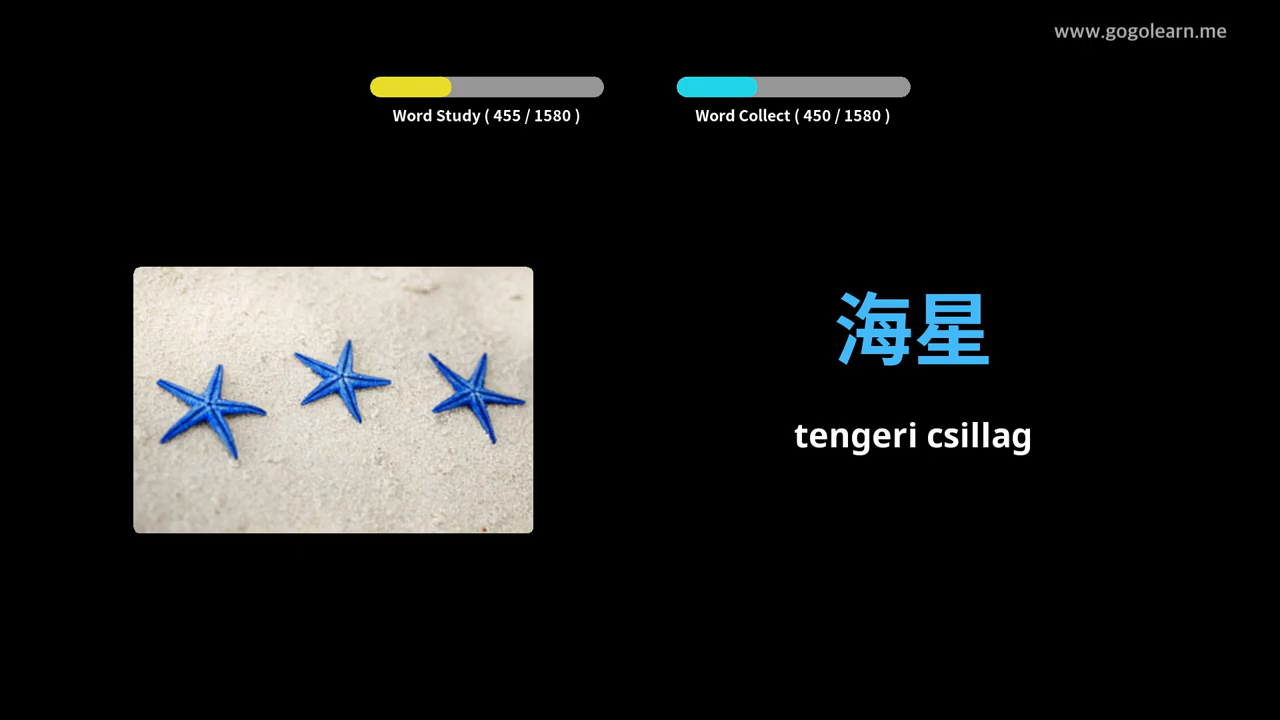 www.gogolearn.me
Word Study ( 455 / 1580 )
Word Collect ( 450 / 1580 )
海星
tengeri csillag